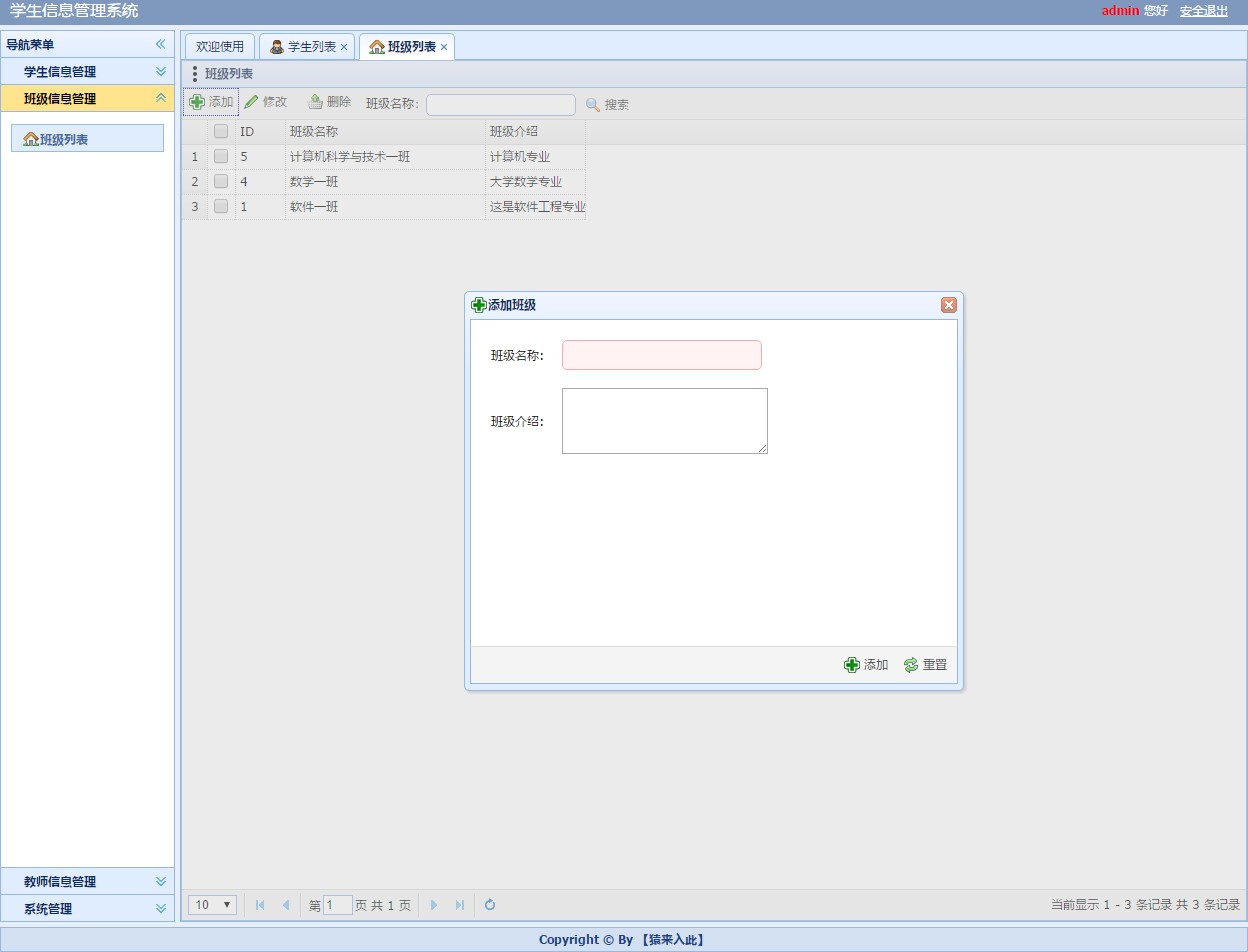 学生信息管理系统
admin 您好 安全退出
导航菜单
学生信息管理
班级信息管理
班级列表
教师信息管理
系统管理
欢迎使用 学生列表 班级列表
班级列表
添加 修改 删除 班级名称: 搜索
ID 班级名称 班级介绍
1 5 计算机科学与技术一班 计算机专业
2 4 数学一班 大学数学专业
3 1 软件一班 这是软件工程专业
添加班级
班级名称:
班级介绍:
添加 重置
10 第 1 页 共 1 页 当前显示 1 - 3 条记录 共 3 条记录
Copyright © By 【猿来入此】